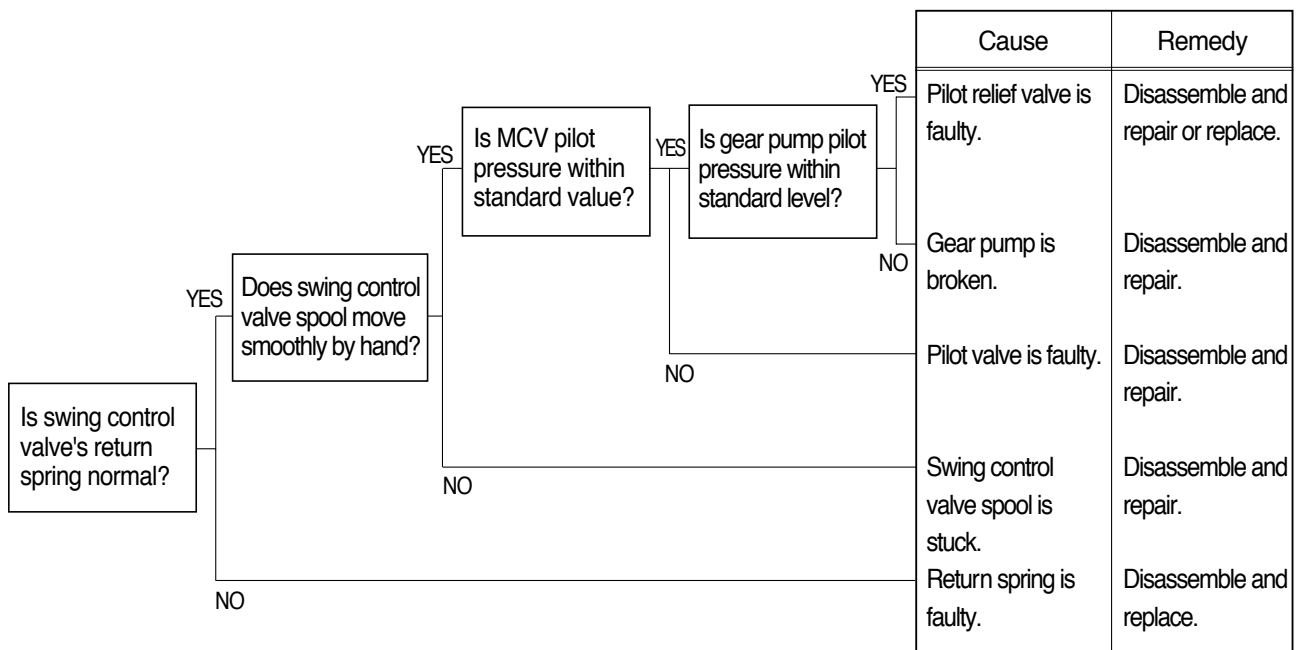 Cause
Remedy
YES
Pilot relief valve is
faulty.
Disassemble and
repair or replace.
YES
Is MCV pilot
pressure within
standard value?
YES
Is gear pump pilot
pressure within
standard level?
NO
Gear pump is
broken.
Disassemble and
repair.
YES
Does swing control
valve spool move
smoothly by hand?
NO
Pilot valve is faulty.
Disassemble and
repair.
Is swing control
valve's return
spring normal?
NO
Swing control
valve spool is
stuck.
Disassemble and
repair.
NO
Return spring is
faulty.
Disassemble and
replace.